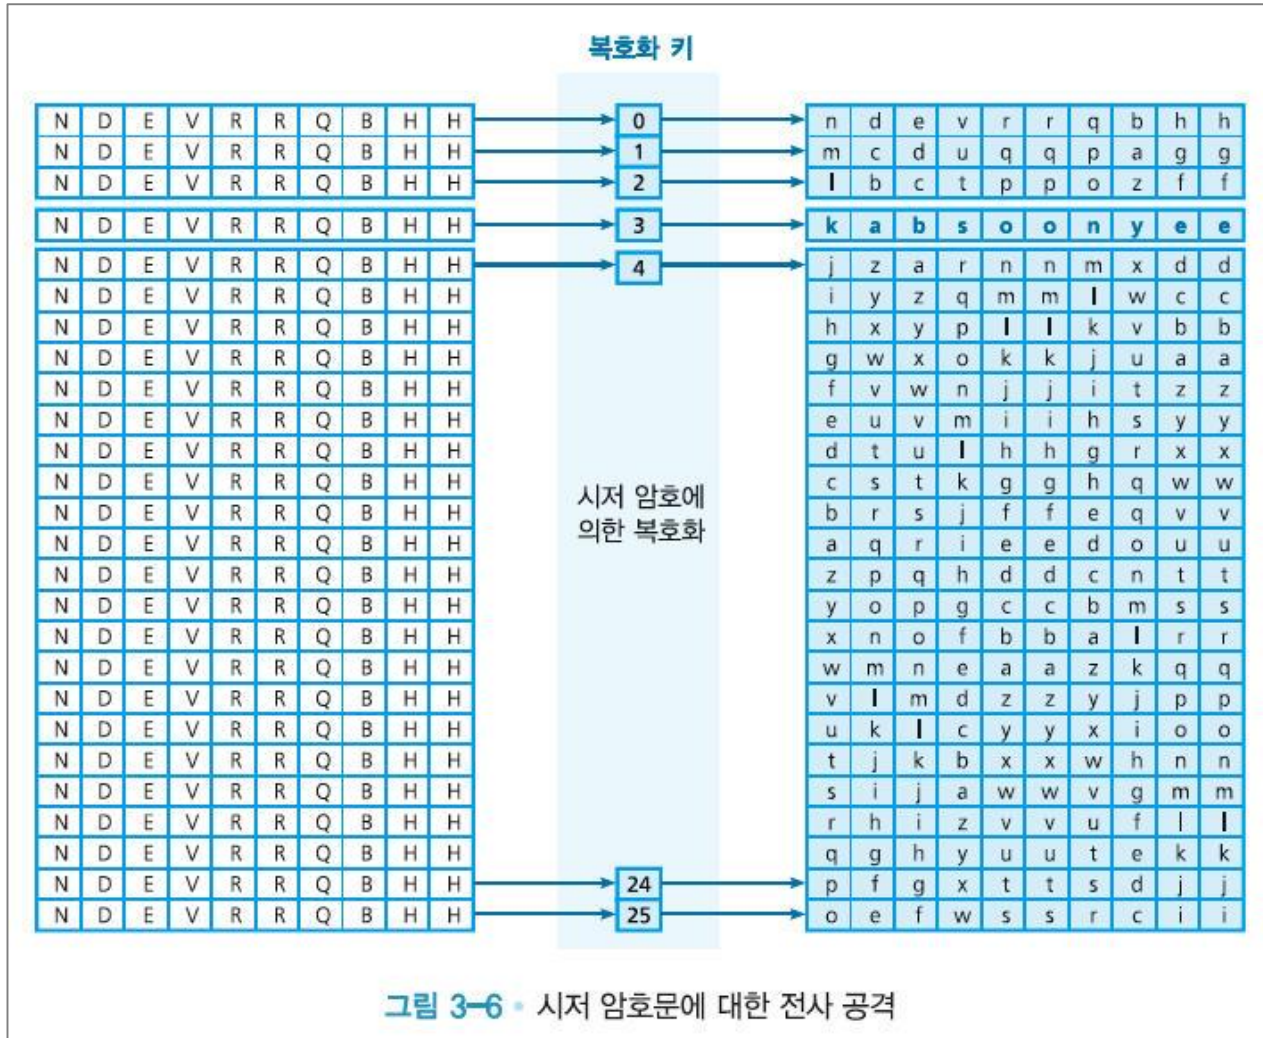 복호화 키
N D E V R R Q B H H 0 n d e v r r q b h h
N D E V R R Q B H H 1 m c d u q q p a g g
N D E V R R Q B H H 2 l b c t p p o z f f
N D E V R R Q B H H 3 k a b s o o n y e e
N D E V R R Q B H H 4 j z a r n n m x d d
N D E V R R Q B H H i y z q m m l w c c
N D E V R R Q B H H h x y p l l k v b b
N D E V R R Q B H H g w x o k k j u a a
N D E V R R Q B H H f v w n j j i t z z
N D E V R R Q B H H e u v m i i h s y y
N D E V R R Q B H H d t u l h h g r x x
N D E V R R Q B H H c s t k g g h q w w
시저 암호에
N D E V R R Q B H H b r s j f f e q v v
의한 복호화
N D E V R R Q B H H a q r i e e d o u u
N D E V R R Q B H H z p q h d d c n t t
N D E V R R Q B H H y o p g c c b m s s
N D E V R R Q B H H x n o f b b a l r r
N D E V R R Q B H H w m n e a a z k q q
N D E V R R Q B H H v l m d z z y j p p
N D E V R R Q B H H u k l c y y x i o o
N D E V R R Q B H H t j k b x x w h n n
N D E V R R Q B H H s i j a w w v g m m
N D E V R R Q B H H r h i z v v u f l l
N D E V R R Q B H H q g h y u u t e k k
N D E V R R Q B H H 24 p f g x t t s d j j
N D E V R R Q B H H 25 o e f w s s r c i i
그림 3-6 • 시저 암호문에 대한 전사 공격